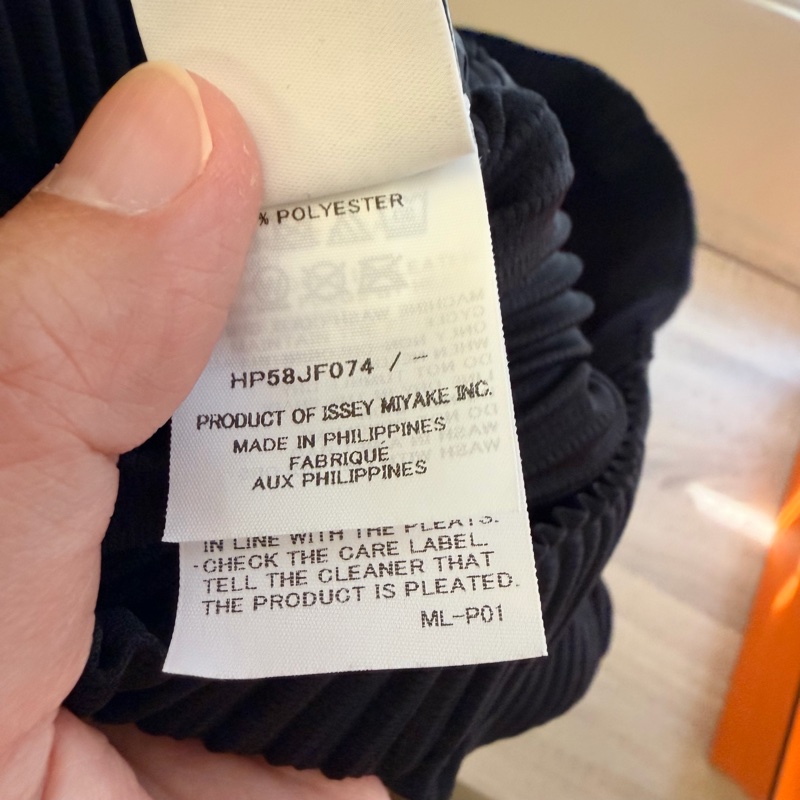 % POLYESTER
HP58JF074 / -
PRODUCT OF ISSEY MIYAKE INC.
MADE IN PHILIPPINES
FABRIQUÉ
AUX PHILIPPINES
IN LINE WITH THE PLEATS.
-CHECK THE CARE LABEL.
TELL THE CLEANER THAT
THE PRODUCT IS PLEATED.
ML-P01